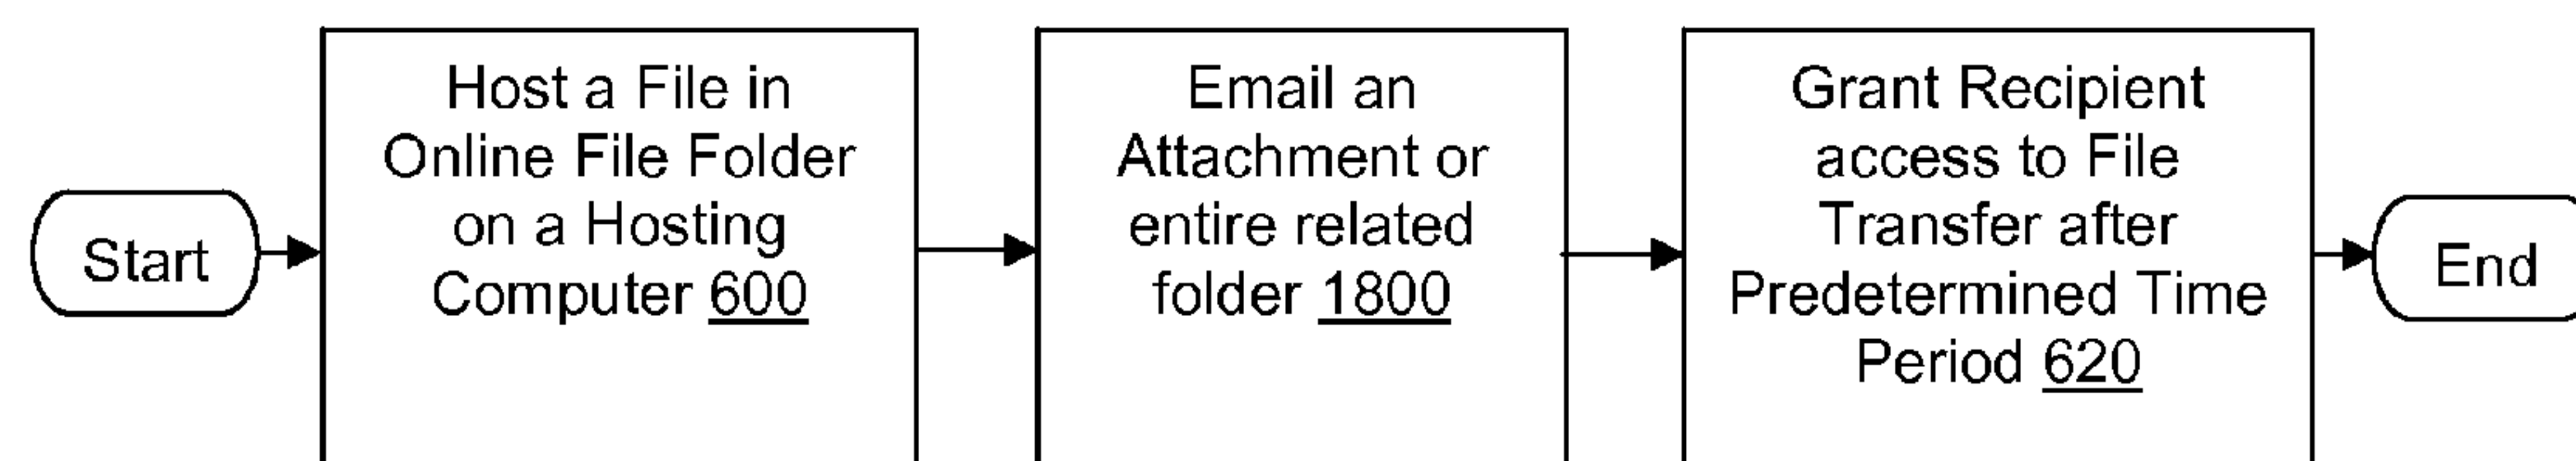 Start
Host a File in
Online File Folder
on a Hosting
Computer 600
Email an
Attachment or
entire related
folder 1800
Grant Recipient
access to File
Transfer after
Predetermined Time
Period 620
End